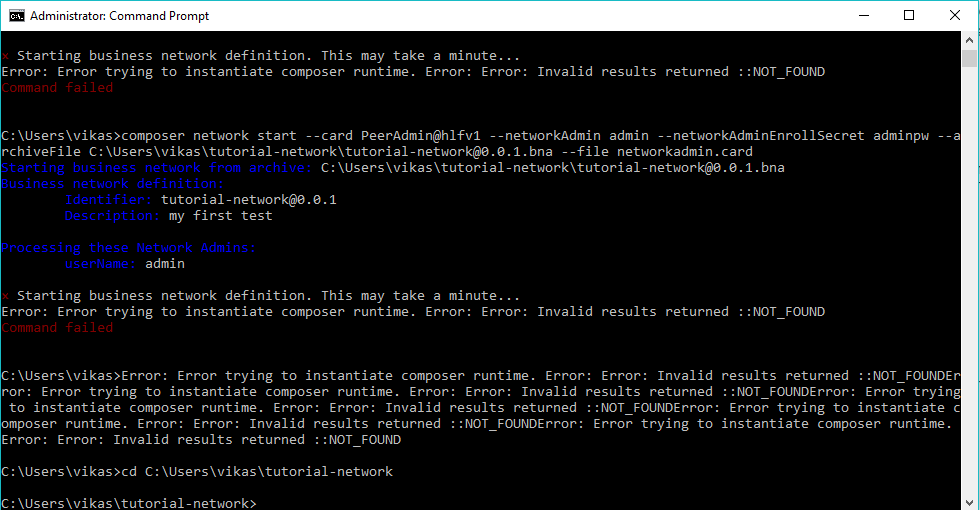 Administrator: Command Prompt
× Starting business network definition. This may take a minute...
Error: Error trying to instantiate composer runtime. Error: Error: Invalid results returned ::NOT_FOUND
Command failed
C:\Users\vikas>composer network start --card PeerAdmin@hlfv1 --networkAdmin admin --networkAdminEnrollSecret adminpw --a
rchiveFile C:\Users\vikas\tutorial-network\tutorial-network@0.0.1.bna --file networkadmin.card
Starting business network from archive: C:\Users\vikas\tutorial-network\tutorial-network@0.0.1.bna
Business network definition:
Identifier: tutorial-network@0.0.1
Description: my first test
Processing these Network Admins:
userName: admin
× Starting business network definition. This may take a minute...
Error: Error trying to instantiate composer runtime. Error: Error: Invalid results returned ::NOT_FOUND
Command failed
C:\Users\vikas>Error: Error trying to instantiate composer runtime. Error: Error: Invalid results returned ::NOT_FOUNDEr
ror: Error trying to instantiate composer runtime. Error: Error: Invalid results returned ::NOT_FOUNDError: Error trying
to instantiate composer runtime. Error: Error: Invalid results returned ::NOT_FOUNDError: Error trying to instantiate c
omposer runtime. Error: Error: Invalid results returned ::NOT_FOUNDError: Error trying to instantiate composer runtime.
Error: Error: Invalid results returned ::NOT_FOUND
C:\Users\vikas>cd C:\Users\vikas\tutorial-network
C:\Users\vikas\tutorial-network>